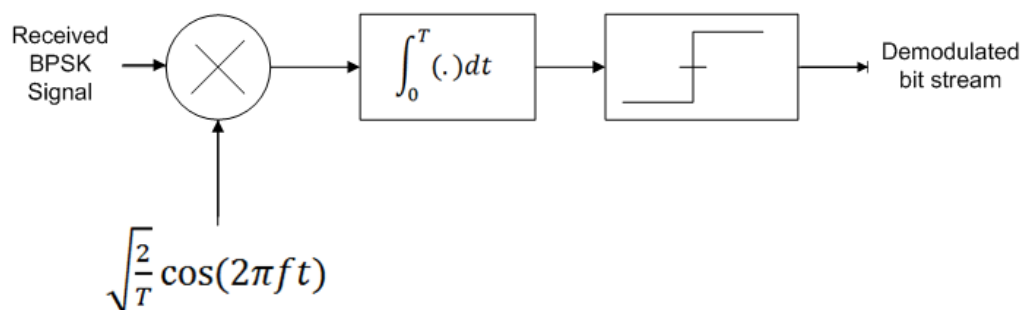 Received
BPSK
Signal
∫₀ᵀ(.)dt
Demodulated
bit stream
√(2/T) cos(2πft)